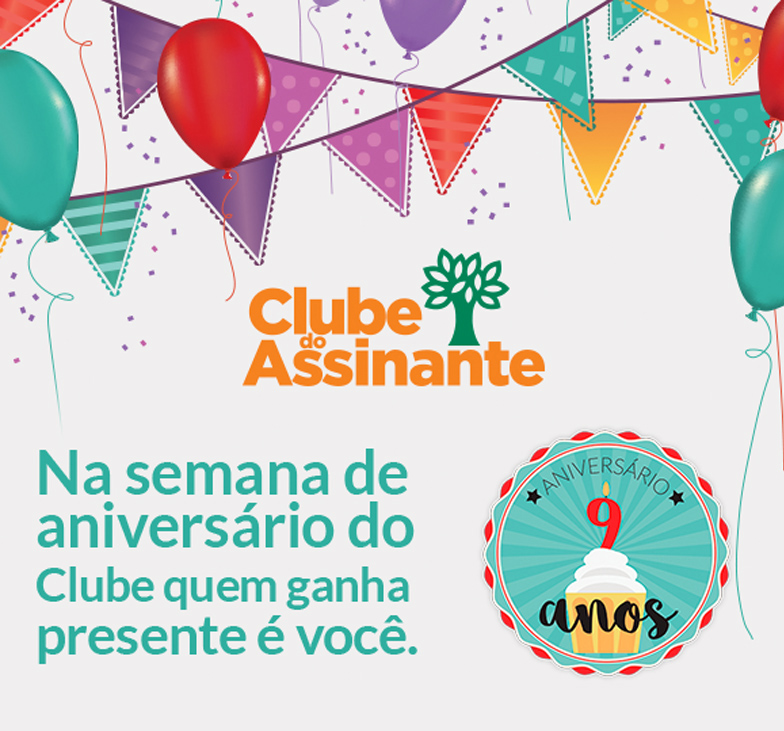 Clube
do
Assinante
Na semana de
aniversário do
Clube quem ganha
presente é você.
ANIVERSÁRIO
9
anos